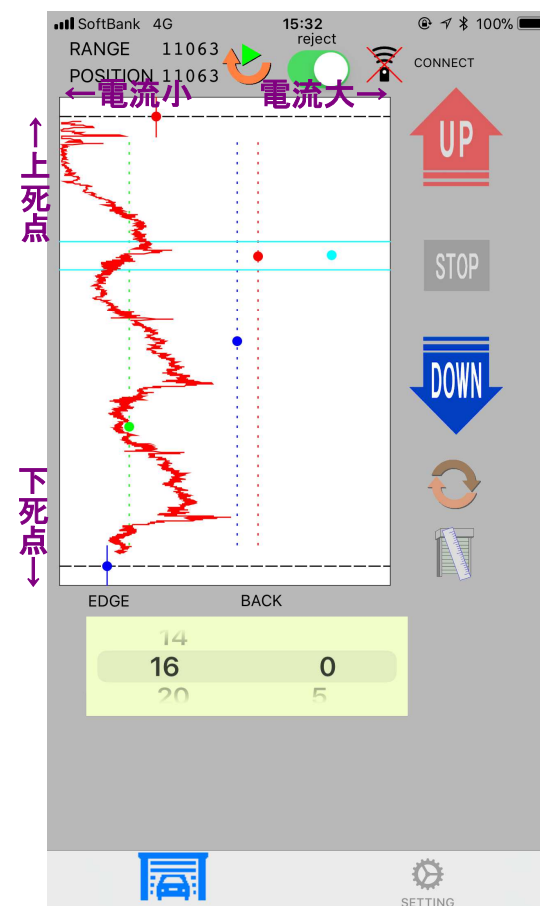 SoftBank 4G 15:32 100%
reject
RANGE 11063
POSITION 11063
CONNECT
←電流小 電流大→
UP
←上死点
STOP
DOWN
下死点→
EDGE BACK
14
16 0
20 5
SETTING